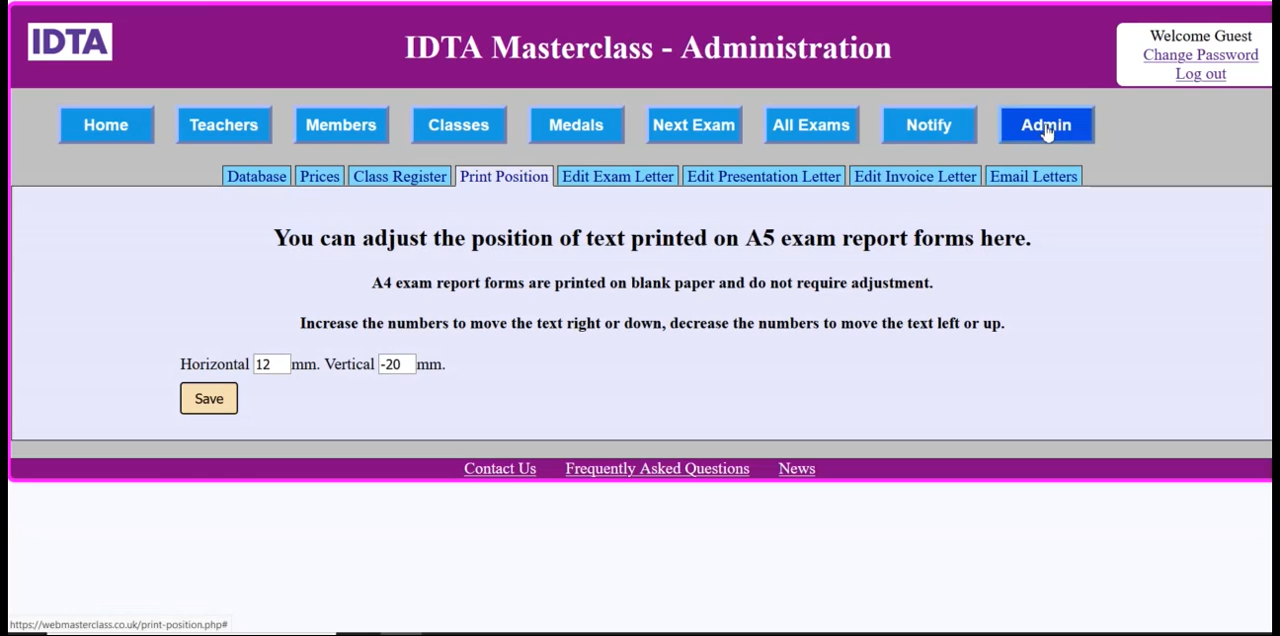 IDTA
IDTA Masterclass - Administration
Welcome Guest
Change Password
Log out
Home Teachers Members Classes Medals Next Exam All Exams Notify Admin
Database Prices Class Register Print Position Edit Exam Letter Edit Presentation Letter Edit Invoice Letter Email Letters
You can adjust the position of text printed on A5 exam report forms here.
A4 exam report forms are printed on blank paper and do not require adjustment.
Increase the numbers to move the text right or down, decrease the numbers to move the text left or up.
Horizontal 12 mm. Vertical -20 mm.
Save
Contact Us Frequently Asked Questions News
https://webmasterclass.co.uk/print-position.php#